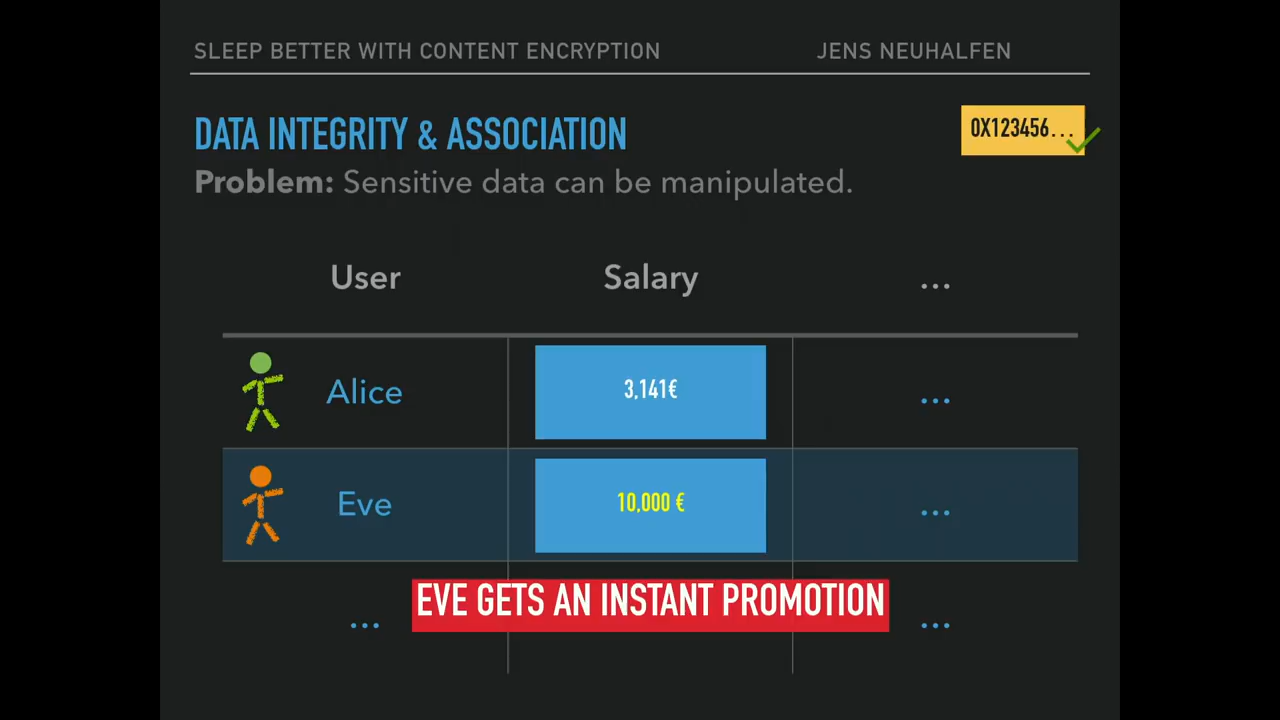 SLEEP BETTER WITH CONTENT ENCRYPTION JENS NEUHALFEN
DATA INTEGRITY & ASSOCIATION
0X123456...
Problem: Sensitive data can be manipulated.
User Salary ...
Alice 3,141€ ...
Eve 10,000 € ...
EVE GETS AN INSTANT PROMOTION
... ...